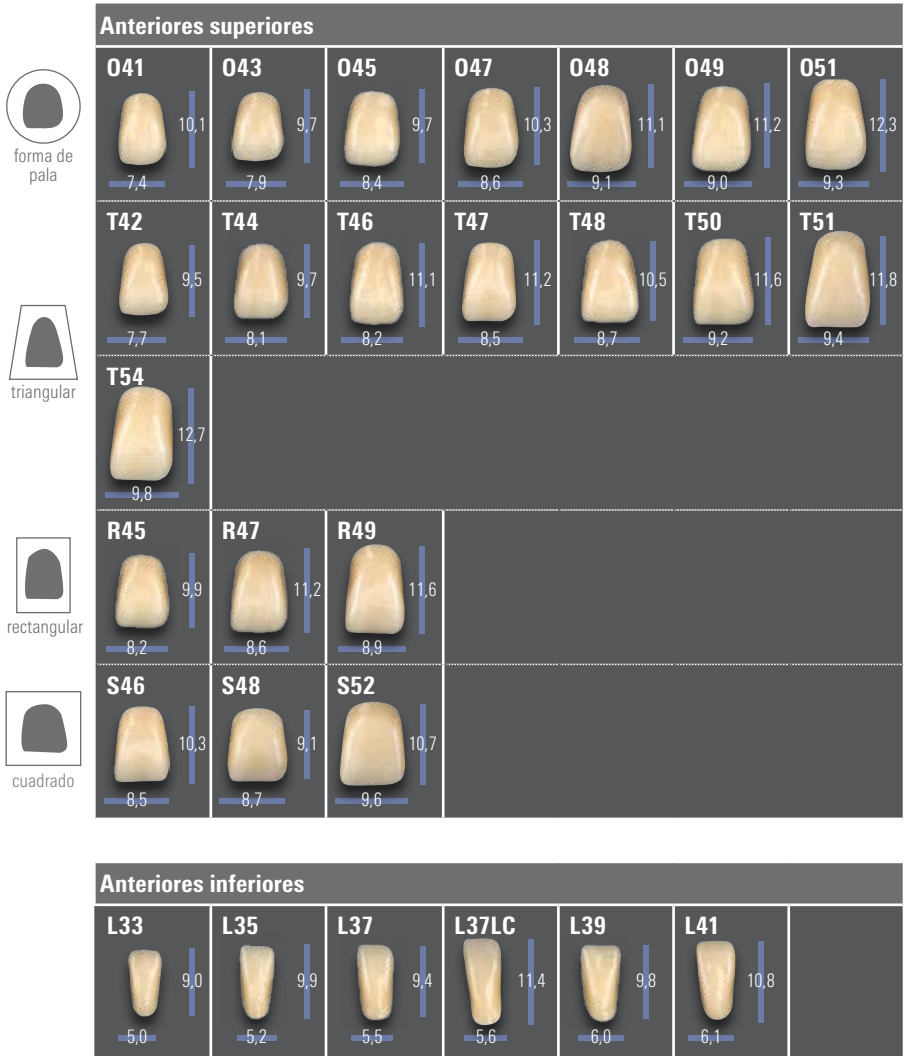 Anteriores superiores
O41 O43 O45 O47 O48 O49 O51
10,1 9,7 9,7 10,3 11,1 11,2 12,3
7,4 7,9 8,4 8,6 9,1 9,0 9,3
forma de
pala
T42 T44 T46 T47 T48 T50 T51
9,5 9,7 11,1 11,2 10,5 11,6 11,8
7,7 8,1 8,2 8,5 8,7 9,2 9,4
triangular
T54
12,7
9,8
R45 R47 R49
9,9 11,2 11,6
8,2 8,6 8,9
rectangular
S46 S48 S52
10,3 9,1 10,7
8,5 8,7 9,6
cuadrado
Anteriores inferiores
L33 L35 L37 L37LC L39 L41
9,0 9,9 9,4 11,4 9,8 10,8
5,0 5,2 5,5 5,6 6,0 6,1